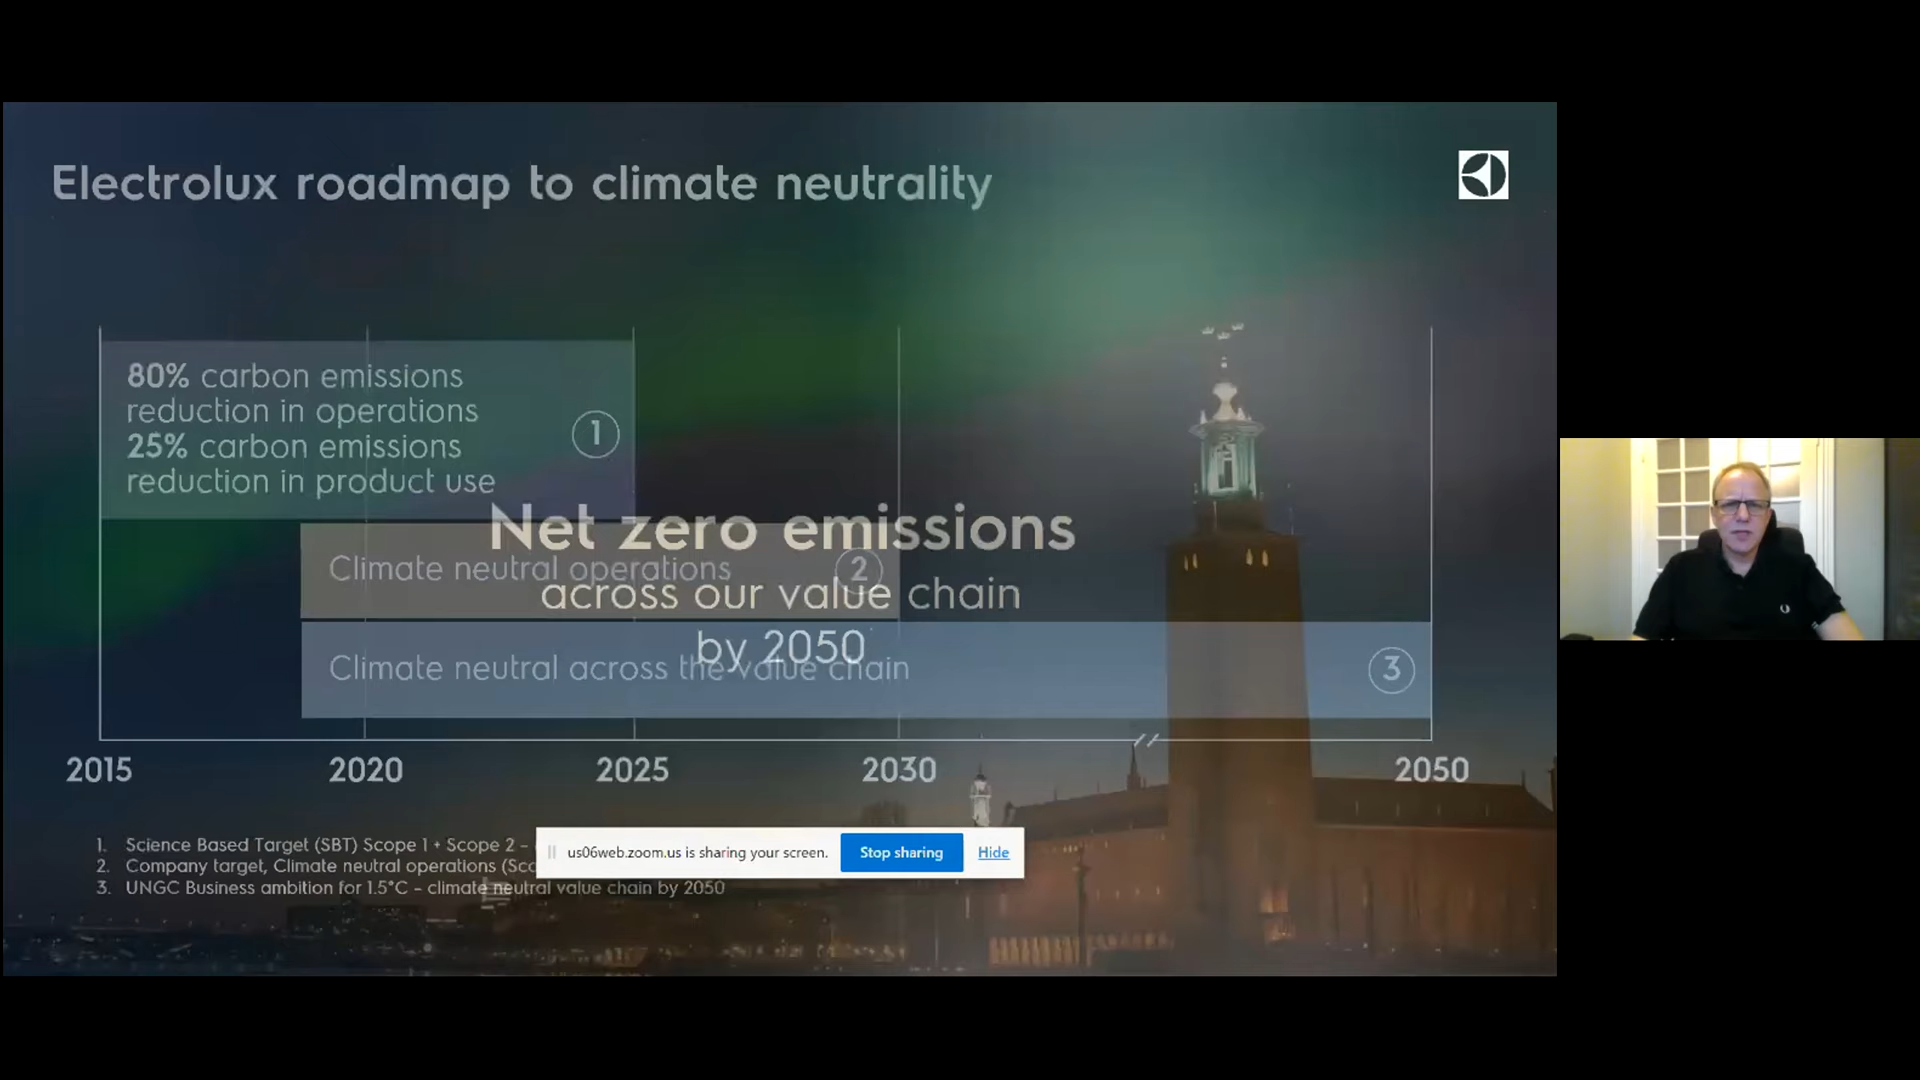 Electrolux roadmap to climate neutrality
80% carbon emissions
reduction in operations
25% carbon emissions
reduction in product use
1
Net zero emissions
across our value chain
by 2050
Climate neutral operations
2
Climate neutral across the value chain
3
2015 2020 2025 2030 2050
1. Science Based Target (SBT) Scope 1 + Scope 2 -
2. Company target, Climate neutral operations
3. UNGC Business ambition for 1.5°C - climate neutral value chain by 2050
us06web.zoom.us is sharing your screen. Stop sharing Hide